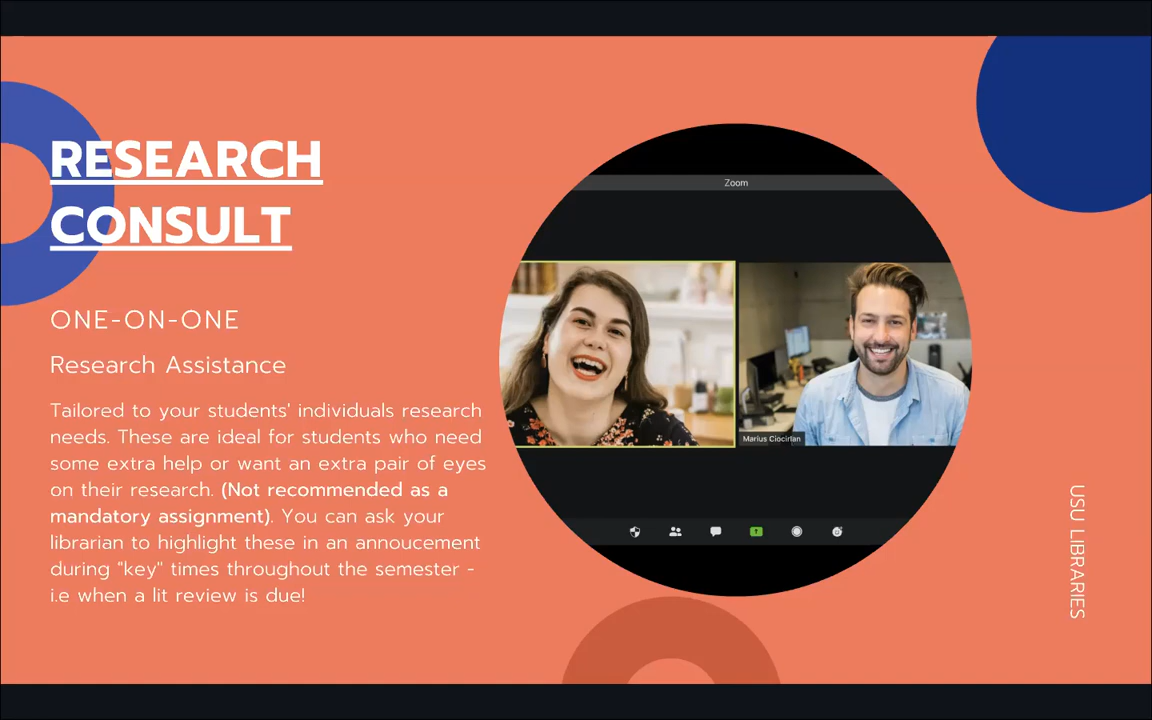 RESEARCH
CONSULT
ONE-ON-ONE
Research Assistance
Tailored to your students' individuals research
needs. These are ideal for students who need
some extra help or want an extra pair of eyes
on their research. (Not recommended as a
mandatory assignment). You can ask your
librarian to highlight these in an annoucement
during "key" times throughout the semester -
i.e when a lit review is due!
Zoom
Marius Ciocirlan
USU LIBRARIES